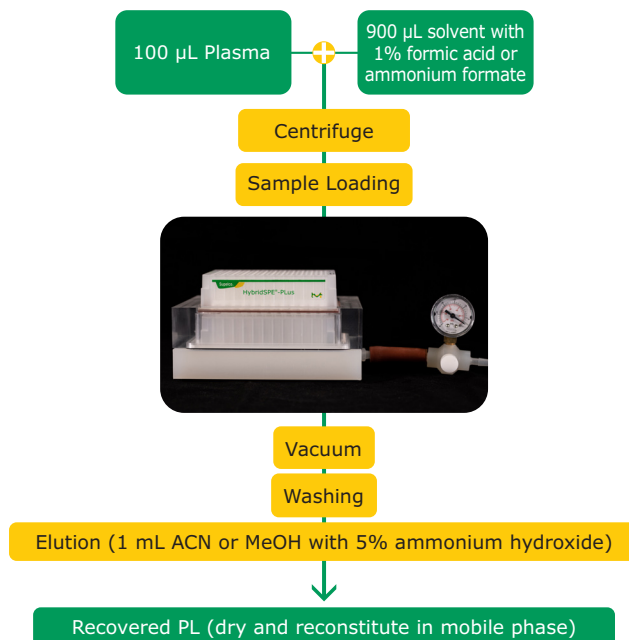 100 µL Plasma
900 µL solvent with
1% formic acid or
ammonium formate
Centrifuge
Sample Loading
Supelco
HybridSPE®-PLus
Vacuum
Washing
Elution (1 mL ACN or MeOH with 5% ammonium hydroxide)
Recovered PL (dry and reconstitute in mobile phase)